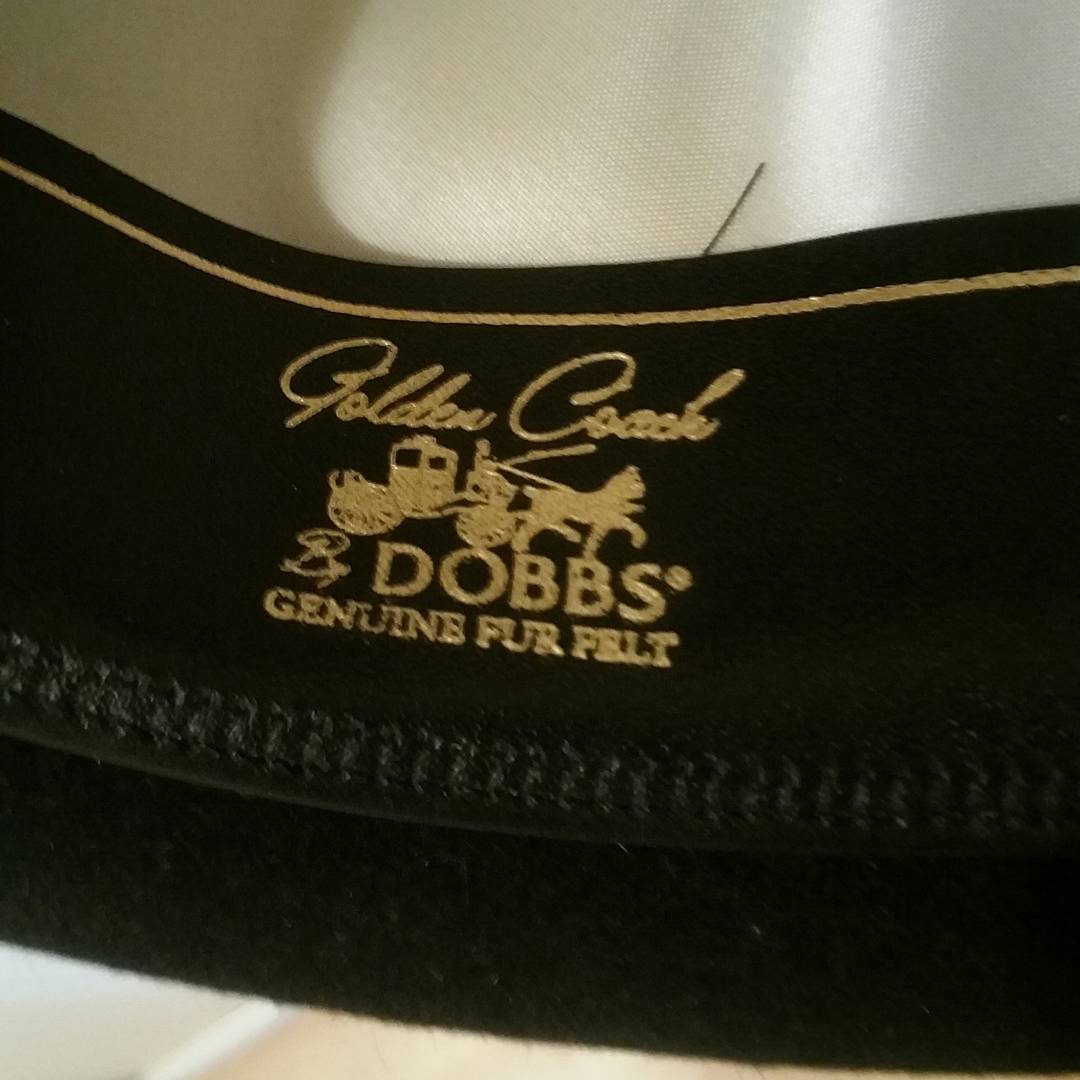 Golden Coach
By DOBBS®
GENUINE FUR FELT